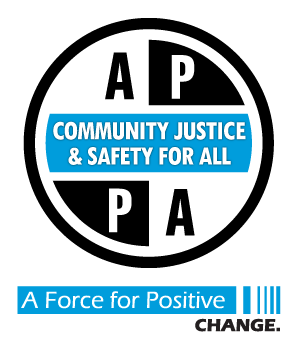 A P
COMMUNITY JUSTICE
& SAFETY FOR ALL
P A
A Force for Positive
CHANGE.